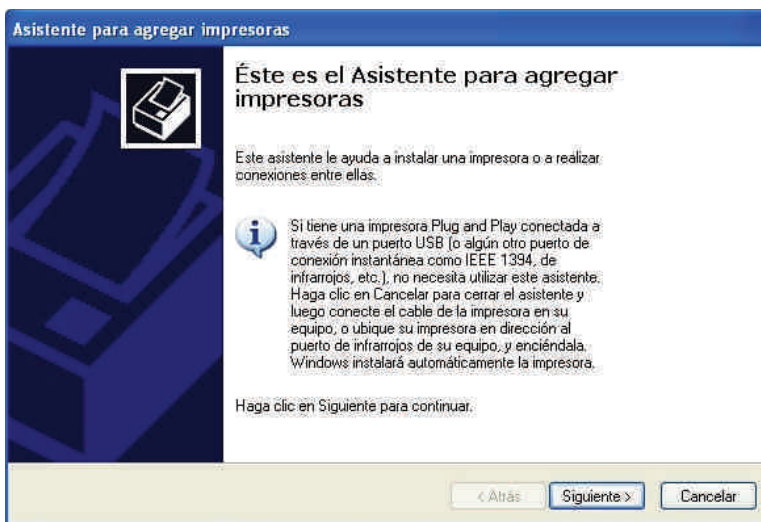 Asistente para agregar impresoras
Éste es el Asistente para agregar
impresoras
Este asistente le ayuda a instalar una impresora o a realizar
conexiones entre ellas.
Si tiene una impresora Plug and Play conectada a
través de un puerto USB (o algún otro puerto de
conexión instantánea como IEEE 1394, de
infrarrojos, etc.), no necesita utilizar este asistente.
Haga clic en Cancelar para cerrar el asistente y
luego conecte el cable de la impresora en su
equipo, o ubique su impresora en dirección al
puerto de infrarrojos de su equipo, y enciéndala.
Windows instalará automáticamente la impresora.
Haga clic en Siguiente para continuar.
< Atrás Siguiente > Cancelar